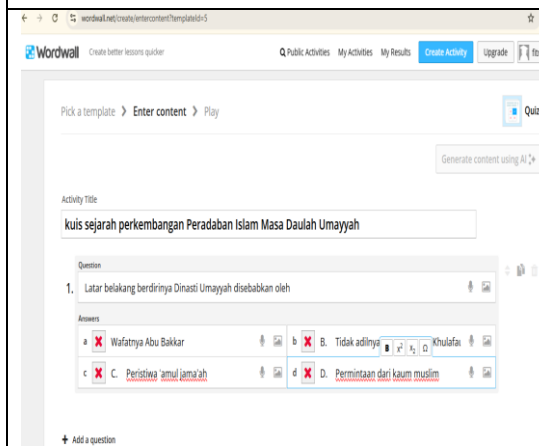 wordwall.net/create/entercontent?templateId=5
Wordwall Create better lessons quicker Public Activities My Activities My Results Create Activity Upgrade
Pick a template > Enter content > Play Quiz
Generate content using AI
Activity Title
kuis sejarah perkembangan Peradaban Islam Masa Daulah Umayyah
Question
1. Latar belakang berdirinya Dinasti Umayyah disebabkan oleh
Answers
a Wafatnya Abu Bakkar b B. Tidak adilnya
B x² x₂ Ω
c C. Peristiwa 'amul jama'ah d D. Permintaan dari kaum muslim
+ Add a question